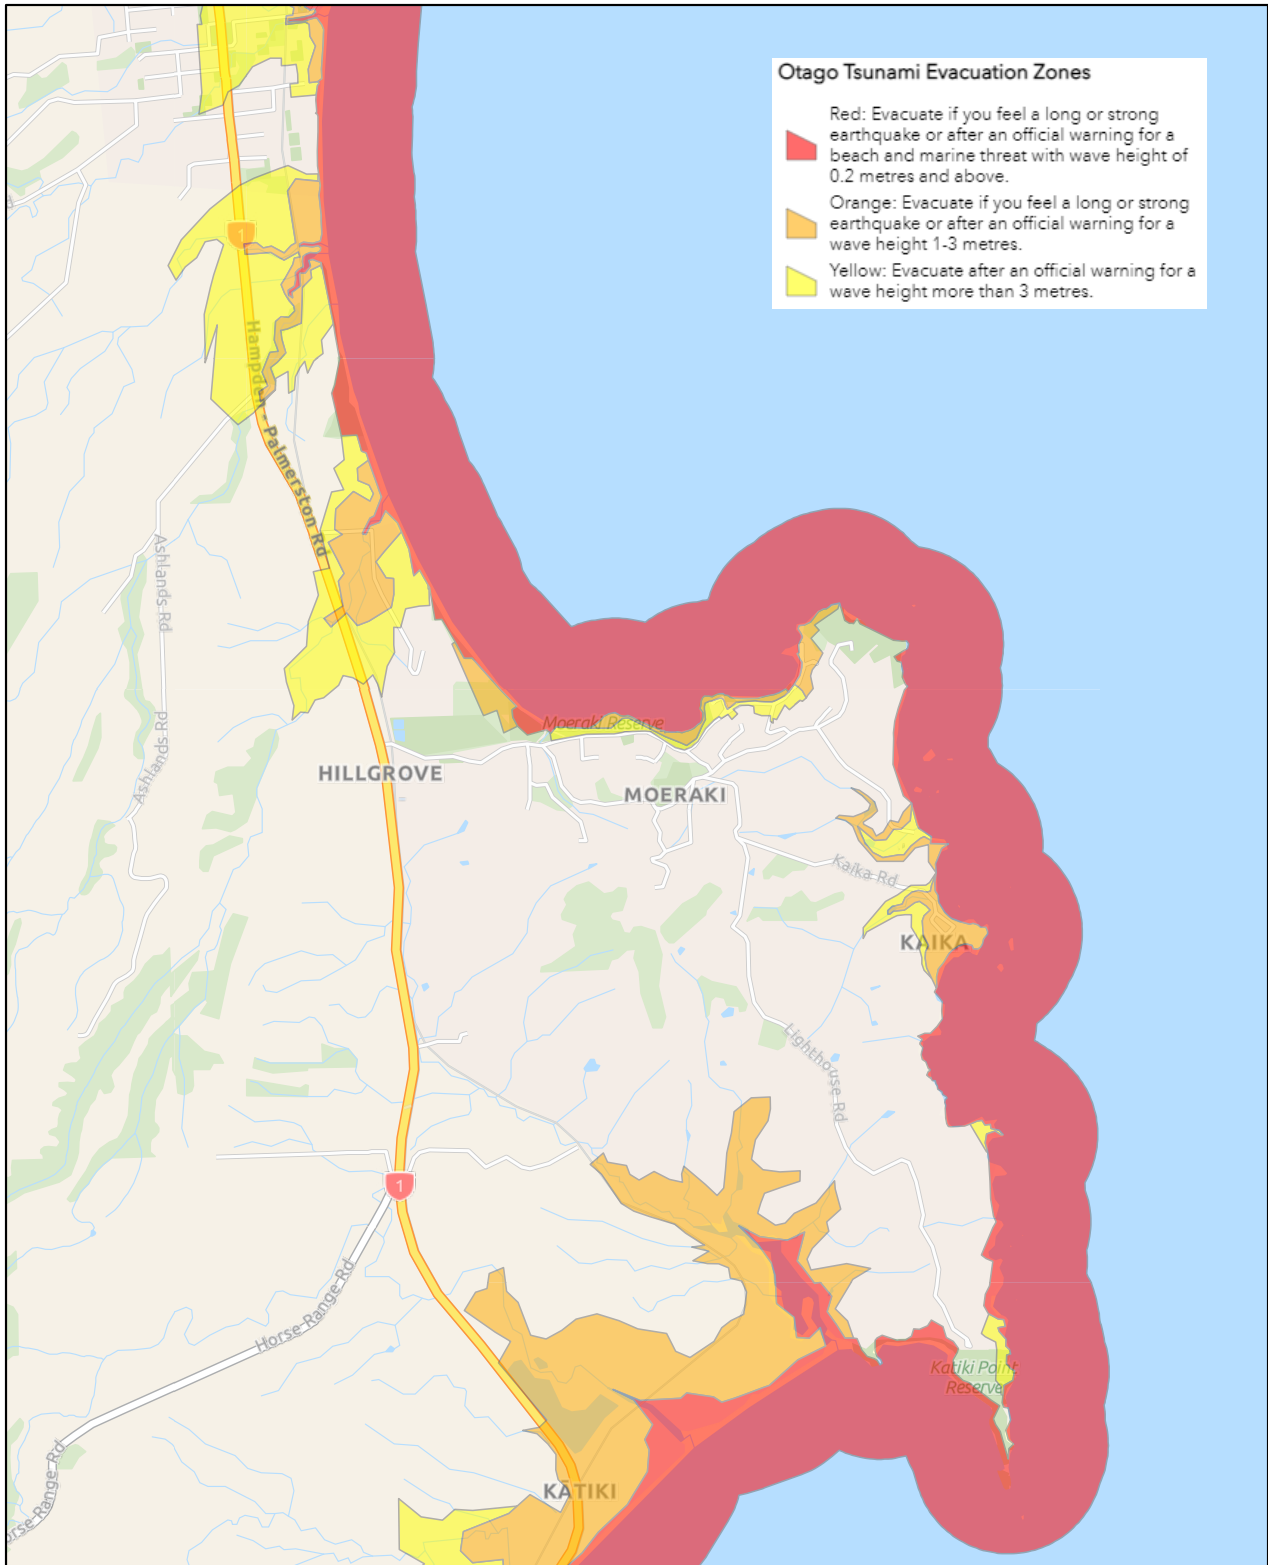 Otago Tsunami Evacuation Zones
Red: Evacuate if you feel a long or strong
earthquake or after an official warning for a
beach and marine threat with wave height of
0.2 metres and above.
Orange: Evacuate if you feel a long or strong
earthquake or after an official warning for a
wave height 1-3 metres.
Yellow: Evacuate after an official warning for a
wave height more than 3 metres.
1
Hampden - Palmerston Rd
Ashlands Rd
Ashlands Rd
Moeraki Reserve
HILLGROVE
MOERAKI
Kaika Rd
KAIKA
Lighthouse Rd
1
Horse Range Rd
Katiki Point
Reserve
KĀTIKI
orse Range Rd